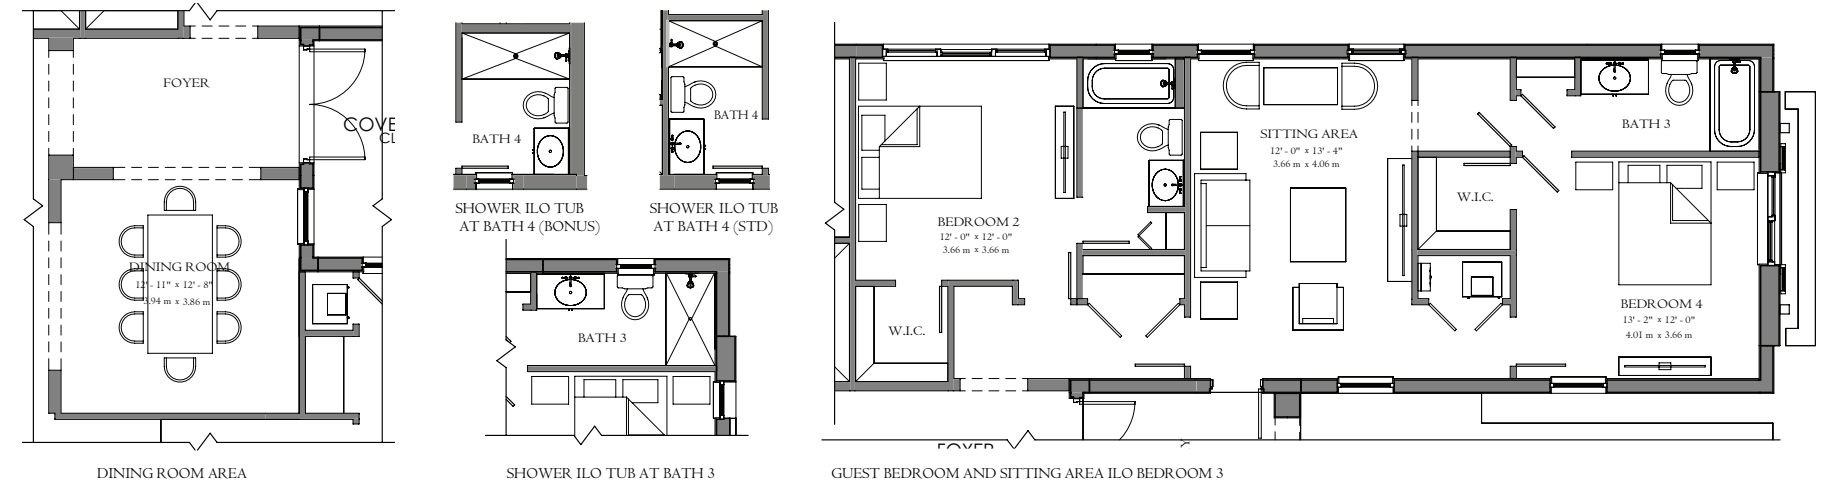 FOYER
COVE
CL
DINING ROOM
12' - 11" x 12' - 8"
3.94 m x 3.86 m
DINING ROOM AREA
BATH 4
SHOWER ILO TUB
AT BATH 4 (BONUS)
BATH 4
SHOWER ILO TUB
AT BATH 4 (STD)
BATH 3
SHOWER ILO TUB AT BATH 3
BEDROOM 2
12' - 0" x 12' - 0"
3.66 m x 3.66 m
W.I.C.
SITTING AREA
12' - 0" x 13' - 4"
3.66 m x 4.06 m
BATH 3
W.I.C.
BEDROOM 4
13' - 2" x 12' - 0"
4.01 m x 3.66 m
FOYER
GUEST BEDROOM AND SITTING AREA ILO BEDROOM 3